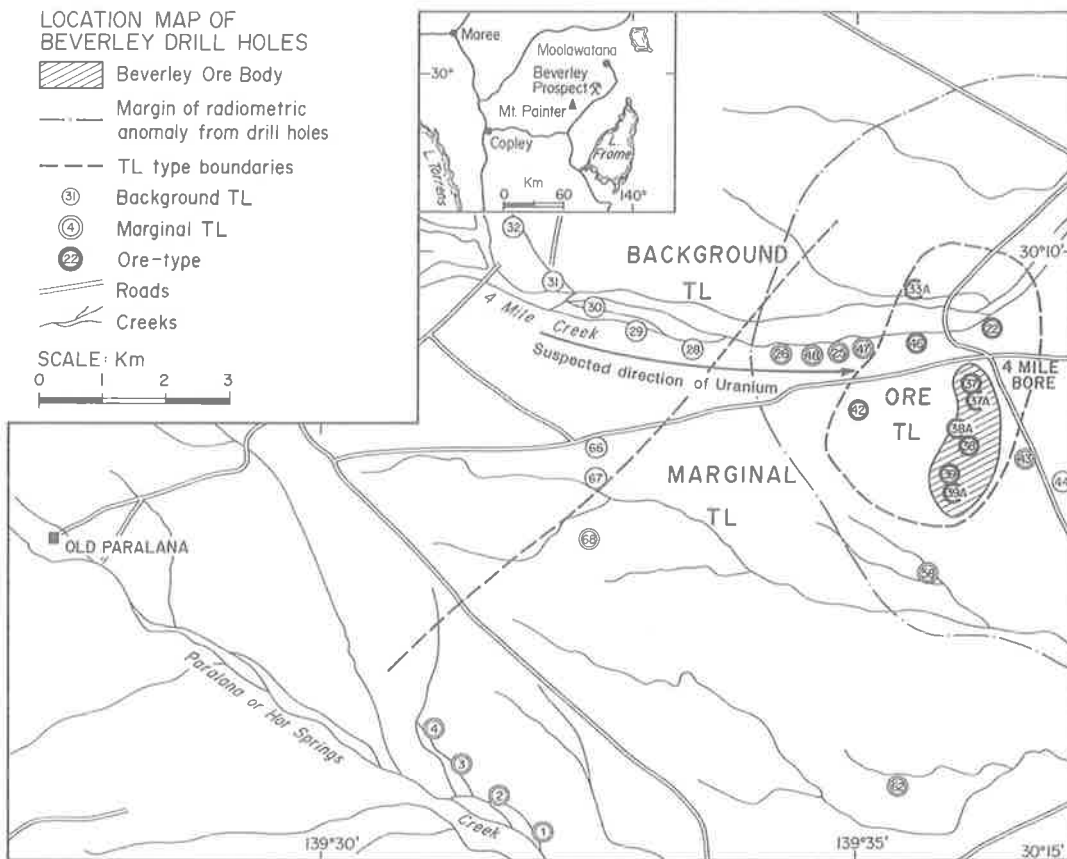 LOCATION MAP OF
BEVERLEY DRILL HOLES
Beverley Ore Body
Margin of radiometric
anomaly from drill holes
TL type boundaries
31 Background TL
4 Marginal TL
22 Ore-type
Roads
Creeks
SCALE: Km
0 1 2 3
Maree
Moolawatana
30°
Beverley
Prospect
Mt. Painter
Copley
L. Torrens
L.
Frome
Km
0 60
140°
32
BACKGROUND
TL
30°10'
31
30
29
28
4 Mile Creek
Suspected direction of Uranium
33A
26
48
25
47
46
22
4 MILE
BORE
37
37A
ORE
TL
42
38A
38
39
39A
43
44
66
67
68
MARGINAL
TL
OLD PARALANA
Paralana or Hot Springs
Creek
4
3
2
1
62
139°30'
139°35'
30°15'